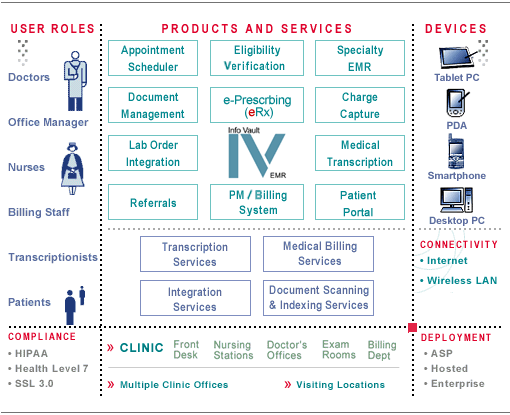 USER ROLES
PRODUCTS AND SERVICES
DEVICES
Doctors
Office Manager
Nurses
Billing Staff
Transcriptionists
Patients
Appointment
Scheduler
Eligibility
Verification
Specialty
EMR
Document
Management
e-Prescrbing
(eRx)
Charge
Capture
Lab Order
Integration
Info Vault
IV
EMR
Medical
Transcription
Referrals
PM / Billing
System
Patient
Portal
Transcription
Services
Medical Billing
Services
Integration
Services
Document Scanning
& Indexing Services
Tablet PC
PDA
Smartphone
Desktop PC
CONNECTIVITY
• Internet
• Wireless LAN
COMPLIANCE
• HIPAA
• Health Level 7
• SSL 3.0
» CLINIC
Front
Desk
Nursing
Stations
Doctor's
Offices
Exam
Rooms
Billing
Dept
» Multiple Clinic Offices
» Visiting Locations
DEPLOYMENT
• ASP
• Hosted
• Enterprise